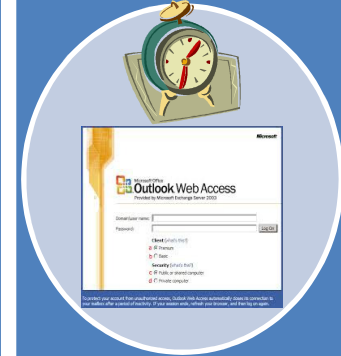 Microsoft
Microsoft Office
Outlook Web Access
Provided by Microsoft Exchange Server 2003
Domain\user name:
Password:
Log On
Client (what's this?)
a Premium
b Basic
Security (what's this?)
c Public or shared computer
d Private computer
To protect your account from unauthorized access, Outlook Web Access automatically closes its connection to
your mailbox after a period of inactivity. If your session ends, refresh your browser, and then log on again.